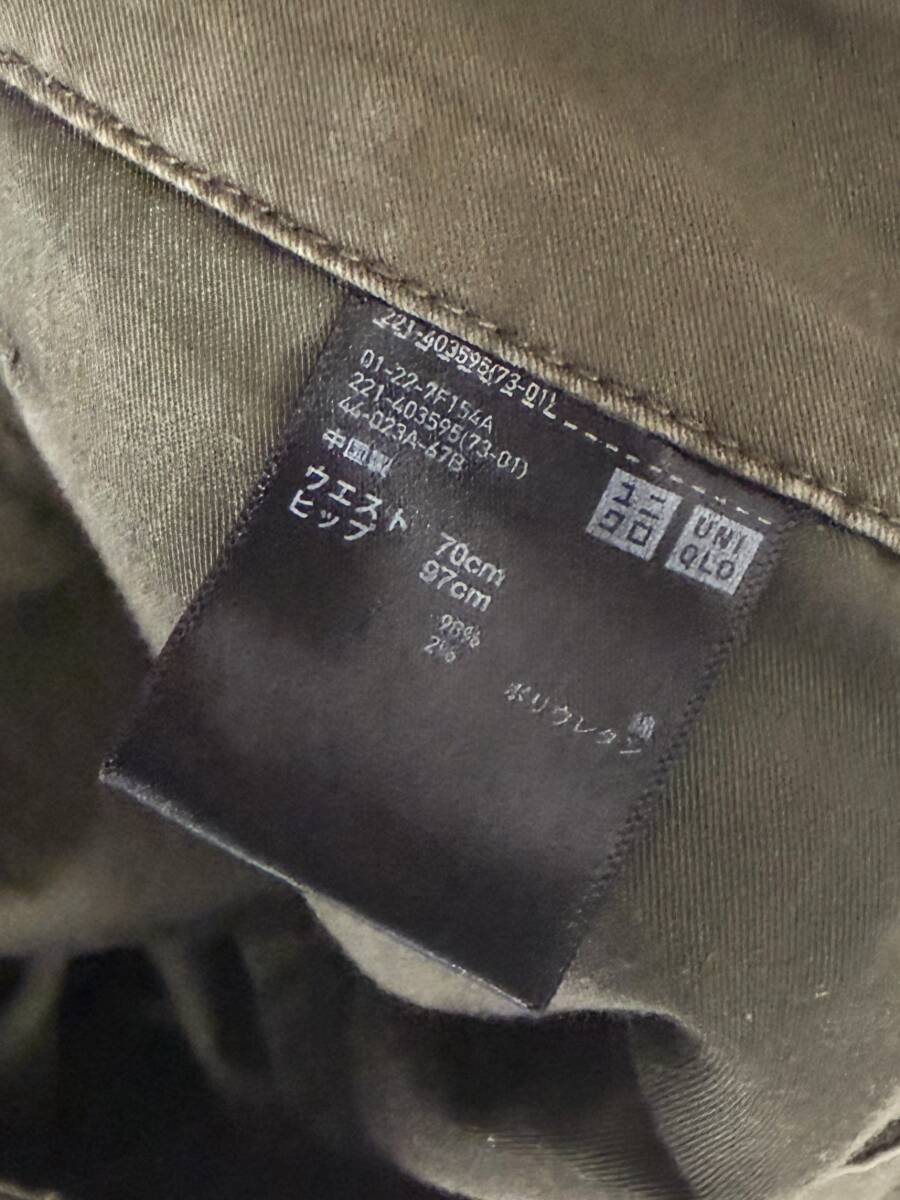 221-403595(73-01)
01-22-7F154A
221-403595(73-01)
44-023A-67B
中国製
ユニクロ
UNIQLO
ウエスト 70cm
ヒップ 97cm
98% 綿
2% ポリウレタン